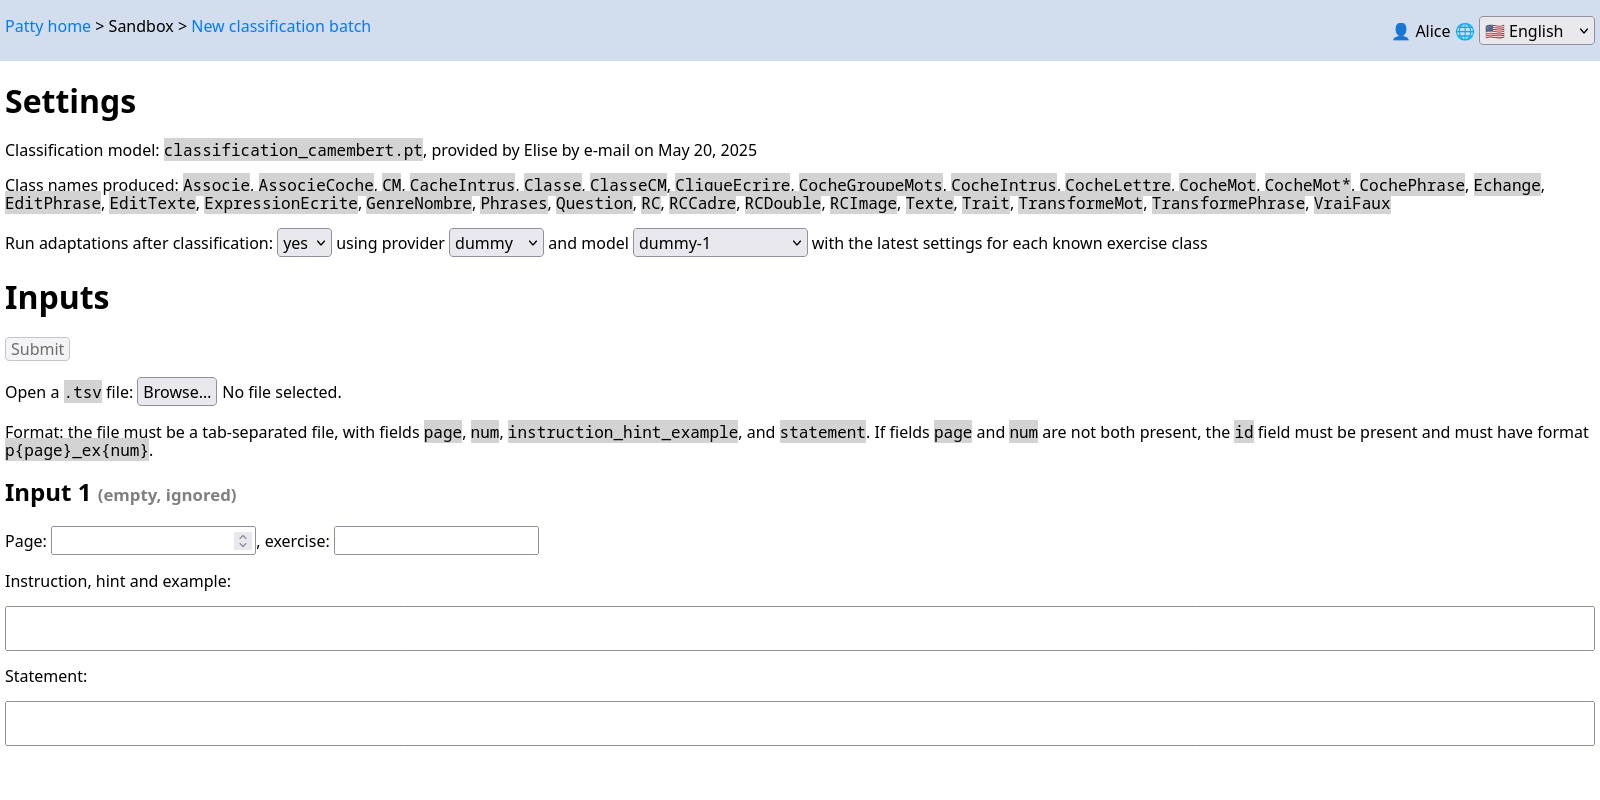 Patty home > Sandbox > New classification batch
👤 Alice 🌐 🇺🇸 English
Settings
Classification model: classification_camembert.pt, provided by Elise by e-mail on May 20, 2025
Class names produced: Associe, AssocieCoche, CM, CacheIntrus, Classe, ClasseCM, CliqueEcrire, CocheGroupeMots, CocheIntrus, CocheLettre, CocheMot, CocheMot*, CochePhrase, Echange,
EditPhrase, EditTexte, ExpressionEcrite, GenreNombre, Phrases, Question, RC, RCCadre, RCDouble, RCImage, Texte, Trait, TransformeMot, TransformePhrase, VraiFaux
Run adaptations after classification: yes using provider dummy and model dummy-1 with the latest settings for each known exercise class
Inputs
Submit
Open a .tsv file: Browse... No file selected.
Format: the file must be a tab-separated file, with fields page, num, instruction_hint_example, and statement. If fields page and num are not both present, the id field must be present and must have format
p{page}_ex{num}.
Input 1 (empty, ignored)
Page: , exercise:
Instruction, hint and example:
Statement: